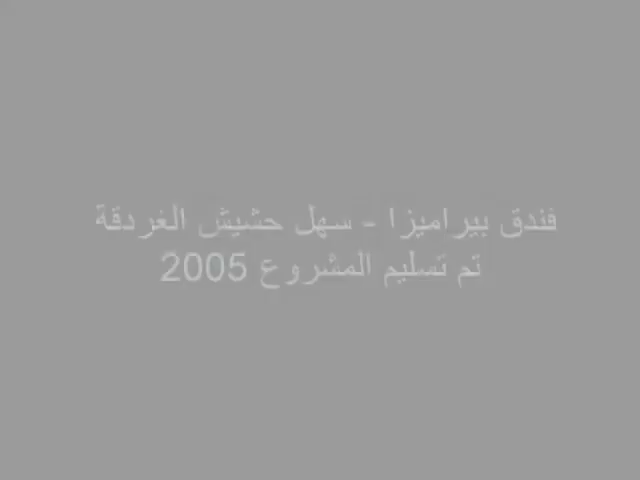 فندق بيراميزا - سهل حشيش الغردقة
تم تسليم المشروع 2005